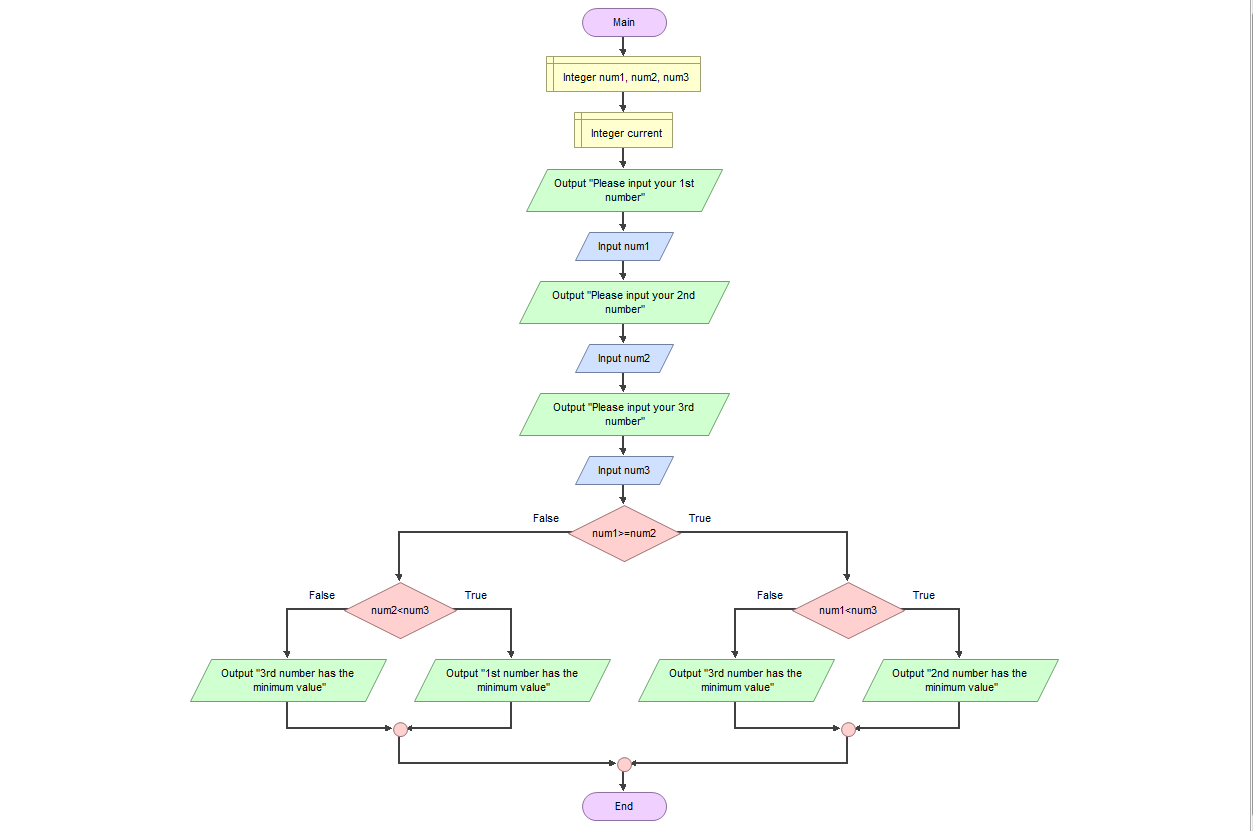 Main
Integer num1, num2, num3
Integer current
Output "Please input your 1st
number"
Input num1
Output "Please input your 2nd
number"
Input num2
Output "Please input your 3rd
number"
Input num3
False
True
num1>=num2
False
True
False
True
num2<num3
num1<num3
Output "3rd number has the
minimum value"
Output "1st number has the
minimum value"
Output "3rd number has the
minimum value"
Output "2nd number has the
minimum value"
End